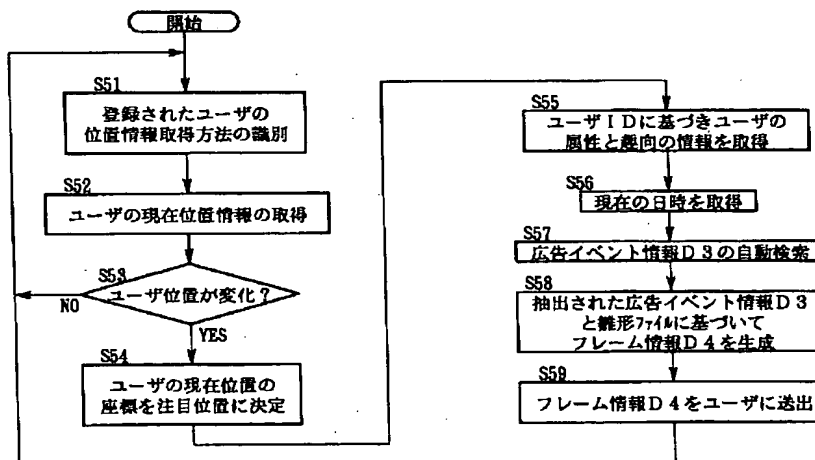 開始
S51
登録されたユーザの
位置情報取得方法の識別
S52
ユーザの現在位置情報の取得
S53
ユーザ位置が変化？
NO
YES
S54
ユーザの現在位置の
座標を注目位置に決定
S55
ユーザＩＤに基づきユーザの
属性と趣向の情報を取得
S56
現在の日時を取得
S57
広告イベント情報Ｄ３の自動検索
S58
抽出された広告イベント情報Ｄ３
と雛形ファイルに基づいて
フレーム情報Ｄ４を生成
S59
フレーム情報Ｄ４をユーザに送出